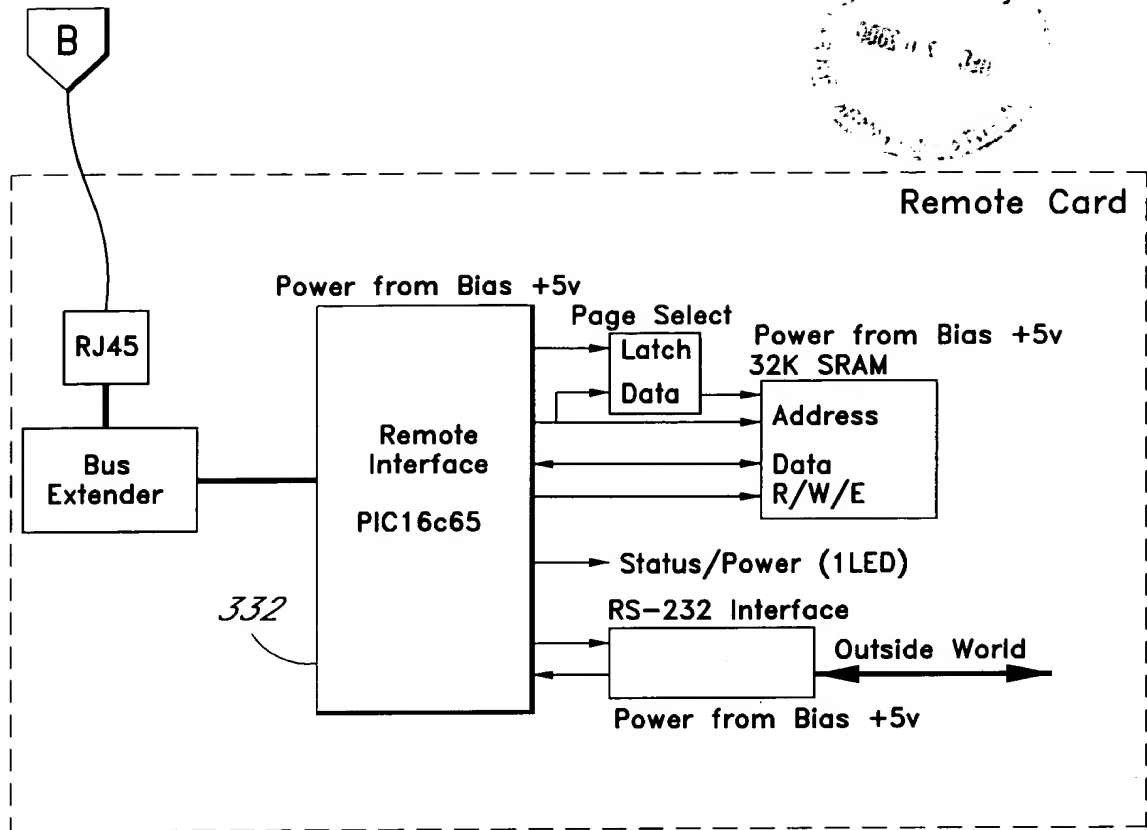 B
Remote Card
Power from Bias +5v
RJ45
Page Select
Latch
Data
Power from Bias +5v
32K SRAM
Address
Data
R/W/E
Bus
Extender
Remote
Interface
PIC16c65
Status/Power (1LED)
332
RS-232 Interface
Outside World
Power from Bias +5v